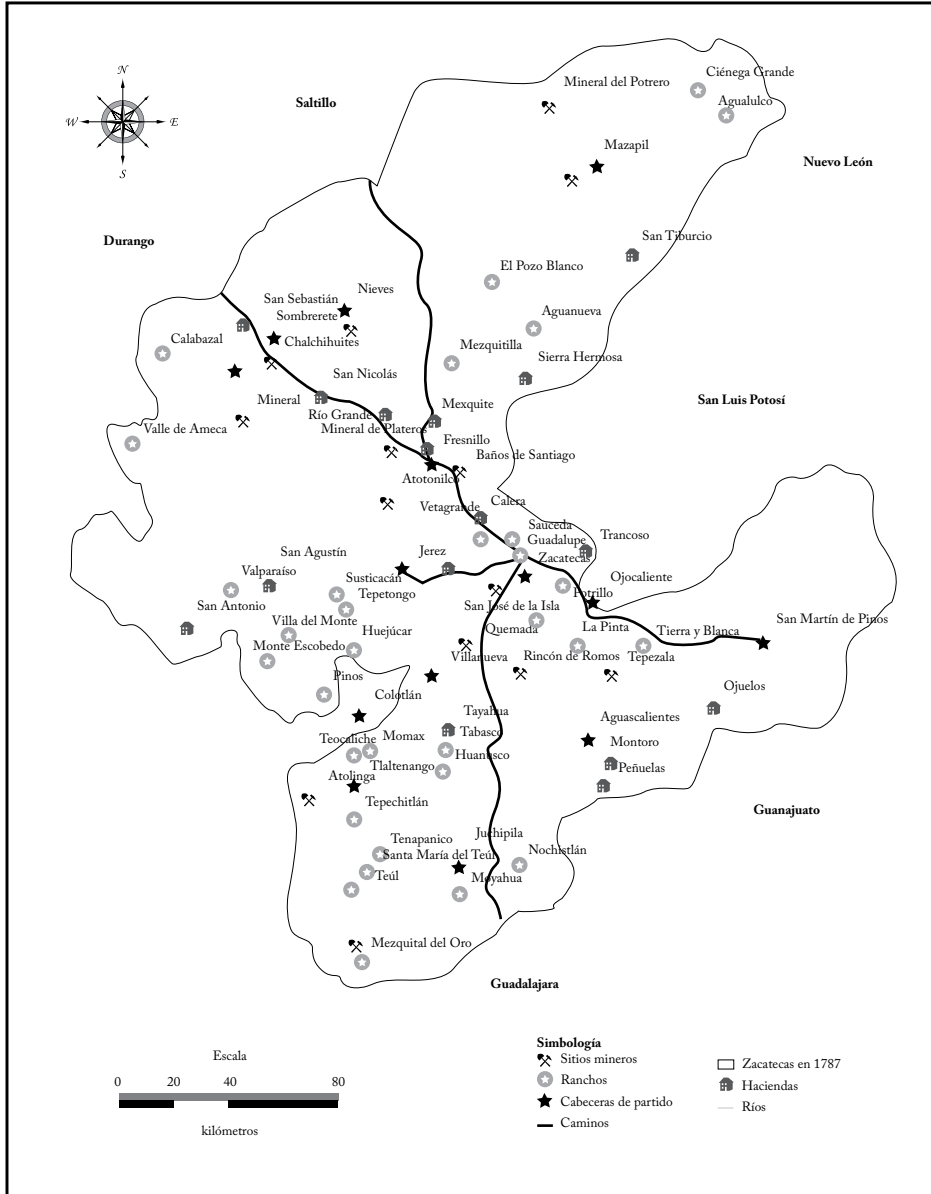 N
Saltillo
Mineral del Potrero
Ciénega Grande
Agualulco
W
E
S
Mazapil
Nuevo León
Durango
San Tiburcio
El Pozo Blanco
Nieves
San Sebastián
Sombrerete
Aguanueva
Calabazal
Chalchihuites
Mezquitilla
Sierra Hermosa
San Nicolás
Mineral
San Luis Potosí
Río Grande
Mexquite
Valle de Ameca
Mineral de Plateros
Fresnillo
Baños de Santiago
Atotonilco
Vetagrande
Calera
Sauceda
Guadalupe
Trancoso
San Agustín
Jerez
Zacatecas
Valparaíso
Susticacán
Ojocaliente
Tepetongo
Potrillo
San Antonio
San José de la Isla
Villa del Monte
Huejúcar
Quemada
La Pinta
Tierra y Blanca
San Martín de Pinos
Monte Escobedo
Villanueva
Rincón de Romos
Tepezala
Pinos
Colotlán
Ojuelos
Tayahua
Aguascalientes
Tabasco
Teocaliche
Momax
Montoro
Tlaltenango
Huanusco
Peñuelas
Atolinga
Tepechitlán
Guanajuato
Tenapanico
Juchipila
Santa María del Teúl
Nochistlán
Teúl
Moyahua
Mezquital del Oro
Guadalajara
Simbología
Sitios mineros
Ranchos
Cabeceras de partido
Caminos
Zacatecas en 1787
Haciendas
Ríos
Escala
0 20 40 80
kilómetros